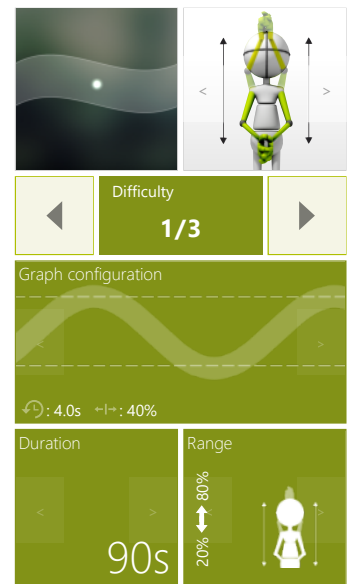 < >
Difficulty
1/3
Graph configuration
< >
: 4.0s : 40%
Duration
< >
90s
Range
20% 80%
< >